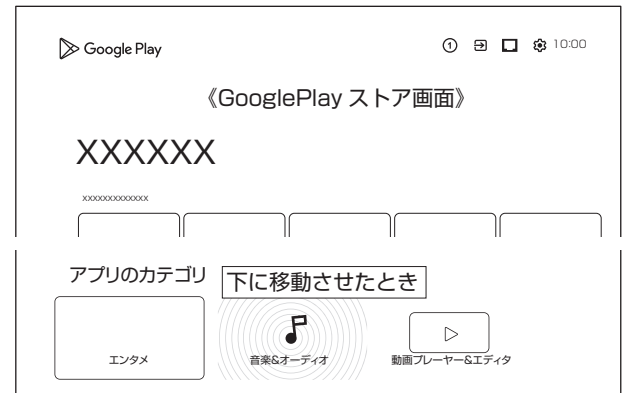 Google Play
① 10:00
《GooglePlay ストア画面》
XXXXXX
xxxxxxxxxxxxx
アプリのカテゴリ
下に移動させたとき
エンタメ
音楽&オーディオ
動画プレーヤー&エディタ